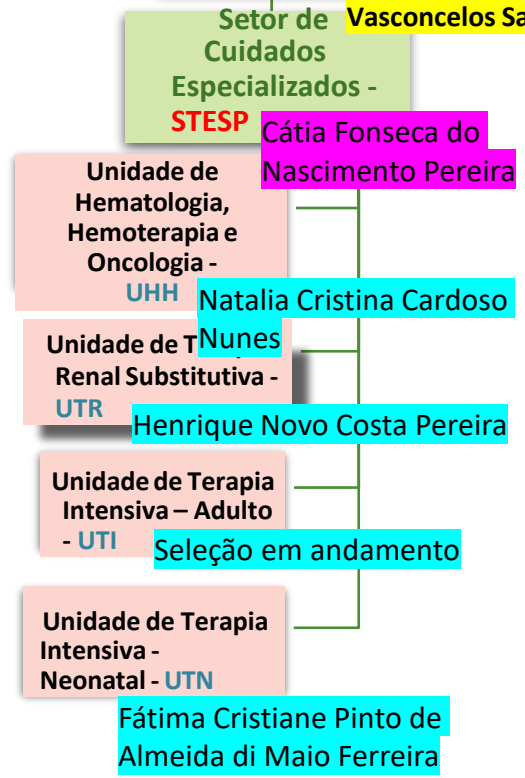 Setor de
Vasconcelos Sa
Cuidados
Especializados -
STESP
Cátia Fonseca do
Nascimento Pereira
Unidade de
Hematologia,
Hemoterapia e
Oncologia -
UHH
Natalia Cristina Cardoso
Nunes
Unidade de T
Renal Substitutiva -
UTR
Henrique Novo Costa Pereira
Unidade de Terapia
Intensiva – Adulto
- UTI
Seleção em andamento
Unidade de Terapia
Intensiva -
Neonatal - UTN
Fátima Cristiane Pinto de
Almeida di Maio Ferreira